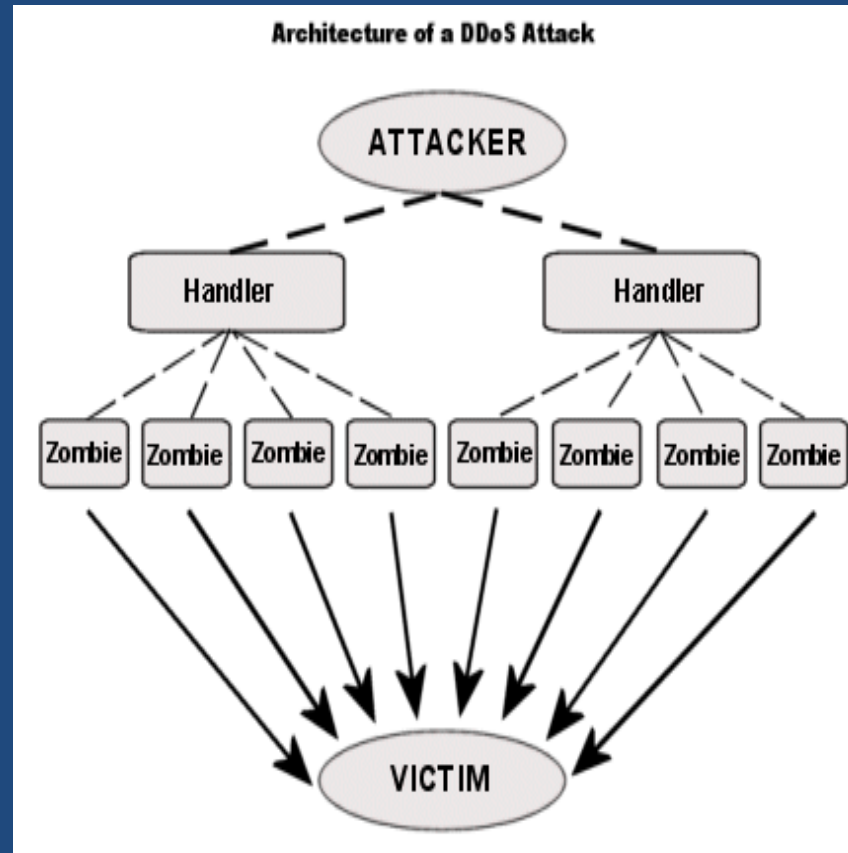 Architecture of a DDoS Attack
ATTACKER
Handler Handler
Zombie Zombie Zombie Zombie Zombie Zombie Zombie Zombie
VICTIM